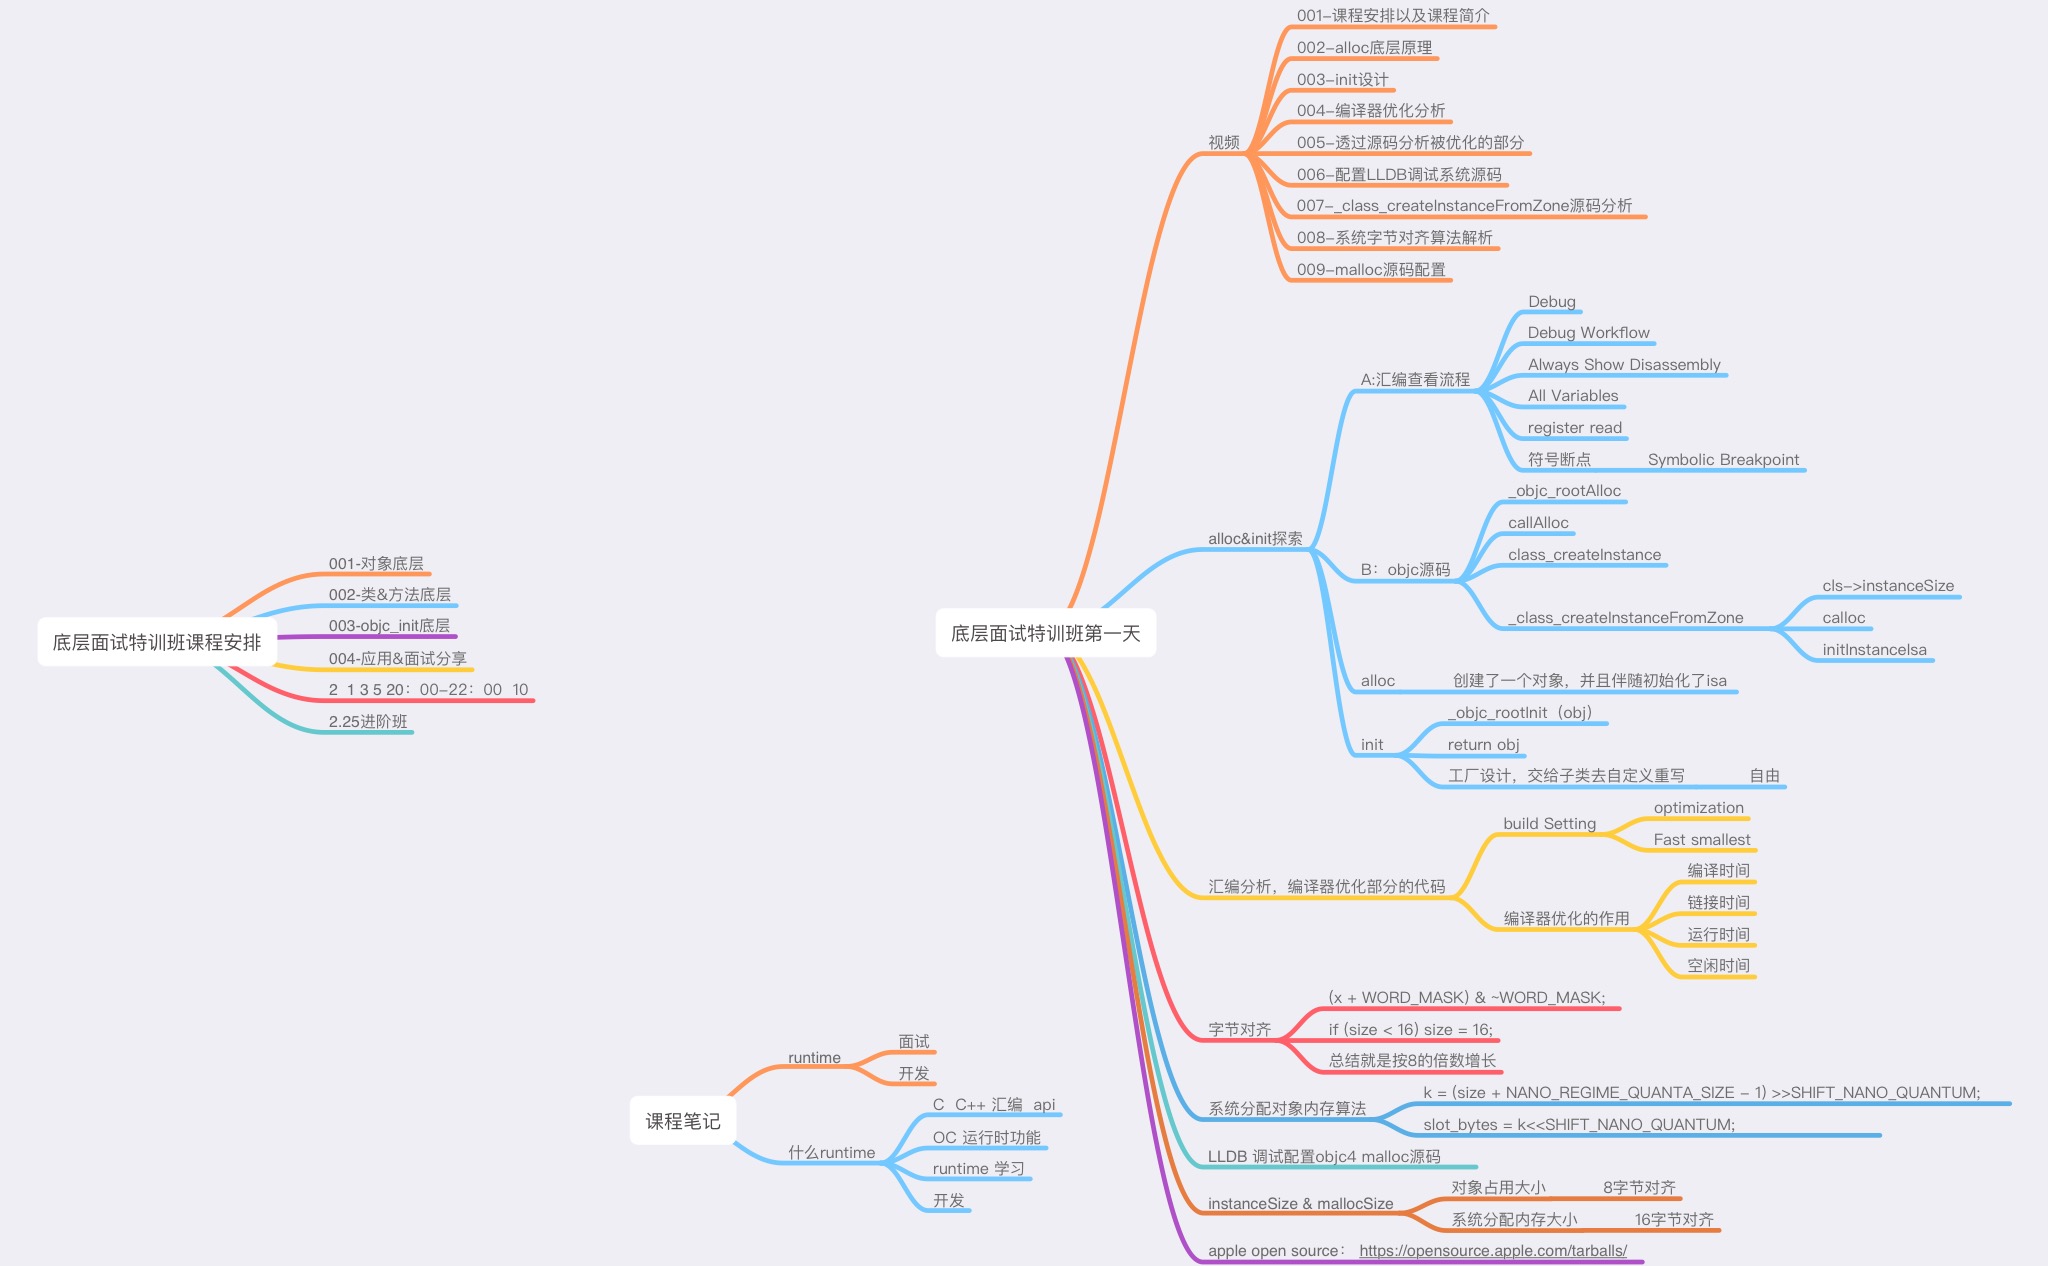 底层面试特训班课程安排
001-对象底层
002-类&方法底层
003-objc_init底层
004-应用&面试分享
2  1 3 5 20：00-22：00  10
2.25进阶班
课程笔记
runtime
面试
开发
什么runtime
C  C++ 汇编  api
OC 运行时功能
runtime 学习
开发
底层面试特训班第一天
视频
001-课程安排以及课程简介
002-alloc底层原理
003-init设计
004-编译器优化分析
005-透过源码分析被优化的部分
006-配置LLDB调试系统源码
007-_class_createInstanceFromZone源码分析
008-系统字节对齐算法解析
009-malloc源码配置
alloc&init探索
A:汇编查看流程
Debug
Debug Workflow
Always Show Disassembly
All Variables
register read
符号断点 Symbolic Breakpoint
B：objc源码
_objc_rootAlloc
callAlloc
class_createInstance
_class_createInstanceFromZone
cls->instanceSize
calloc
initInstanceIsa
alloc 创建了一个对象，并且伴随初始化了isa
init
_objc_rootInit（obj）
return obj
工厂设计，交给子类去自定义重写 自由
汇编分析，编译器优化部分的代码
build Setting
optimization
Fast smallest
编译器优化的作用
编译时间
链接时间
运行时间
空闲时间
字节对齐
(x + WORD_MASK) & ~WORD_MASK;
if (size < 16) size = 16;
总结就是按8的倍数增长
系统分配对象内存算法
k = (size + NANO_REGIME_QUANTA_SIZE - 1) >>SHIFT_NANO_QUANTUM;
slot_bytes = k<<SHIFT_NANO_QUANTUM;
LLDB 调试配置objc4 malloc源码
instanceSize & mallocSize
对象占用大小 8字节对齐
系统分配内存大小 16字节对齐
apple open source： https://opensource.apple.com/tarballs/